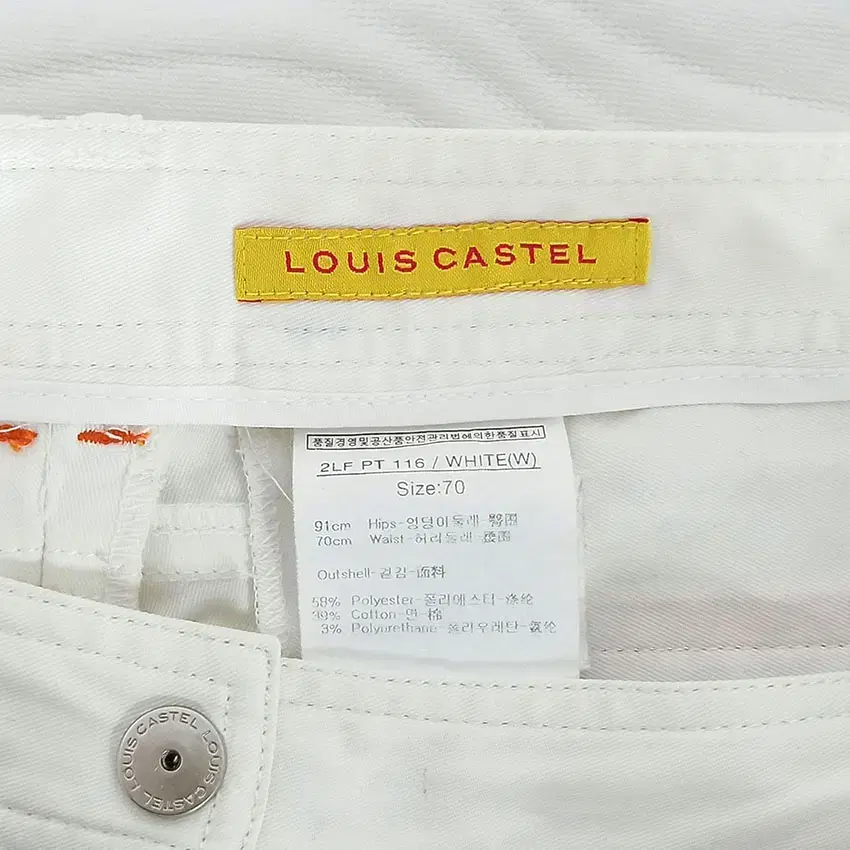 LOUIS CASTEL
품질경영및공산품안전관리법에의한품질표시
2LF PT 116 / WHITE(W)
Size:70
91cm Hips-엉덩이둘레-臀围
70cm Waist-허리둘레-腰围
Outshell-겉감-面料
58% Polyester-폴리에스터-涤纶
39% Cotton-면-棉
3% Polyurethane-폴리우레탄-氨纶
LOUIS CASTEL LOUIS CASTEL